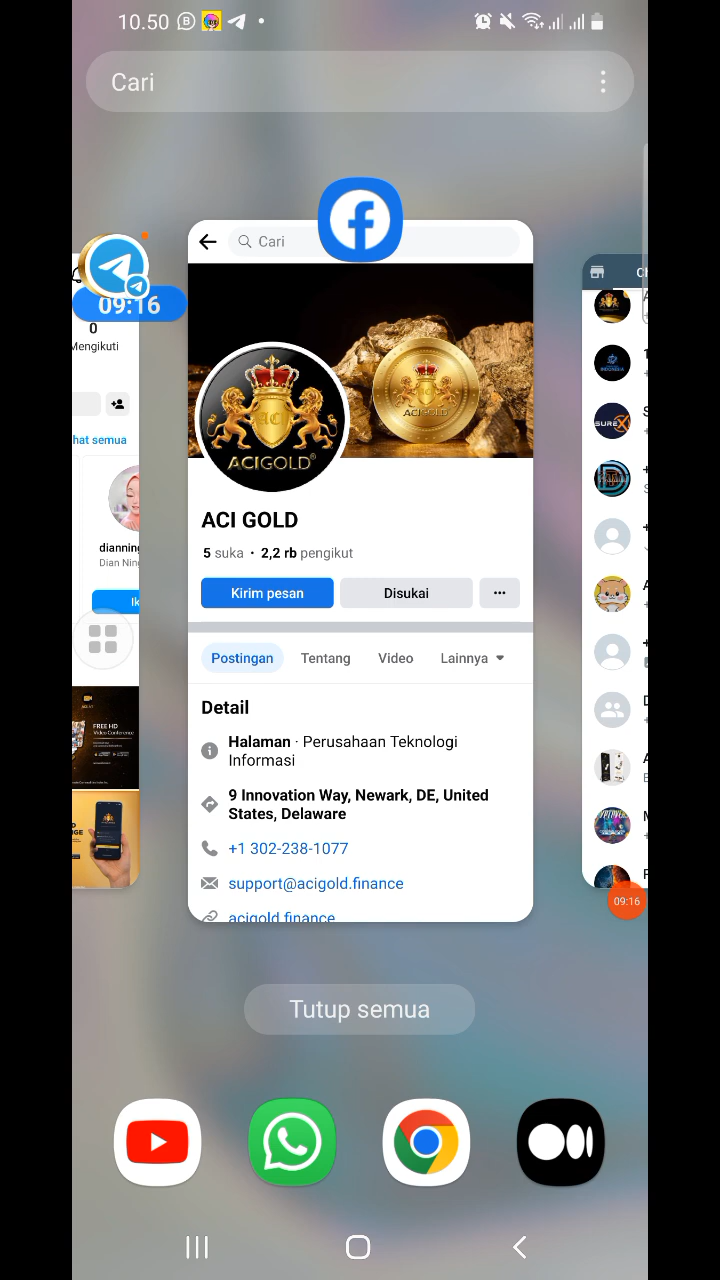 10.50
Cari
09:16
0
Mengikuti
hat semua
dianning
Dian Ning
Ik
FREE HD
Video Conference
Cari
ACIGOLD
ACIGOLD®
ACI GOLD
5 suka • 2,2 rb pengikut
Kirim pesan
Disukai
Postingan
Tentang
Video
Lainnya
Detail
Halaman · Perusahaan Teknologi
Informasi
9 Innovation Way, Newark, DE, United
States, Delaware
+1 302-238-1077
support@acigold.finance
acigold.finance
SUREX
09:16
Tutup semua